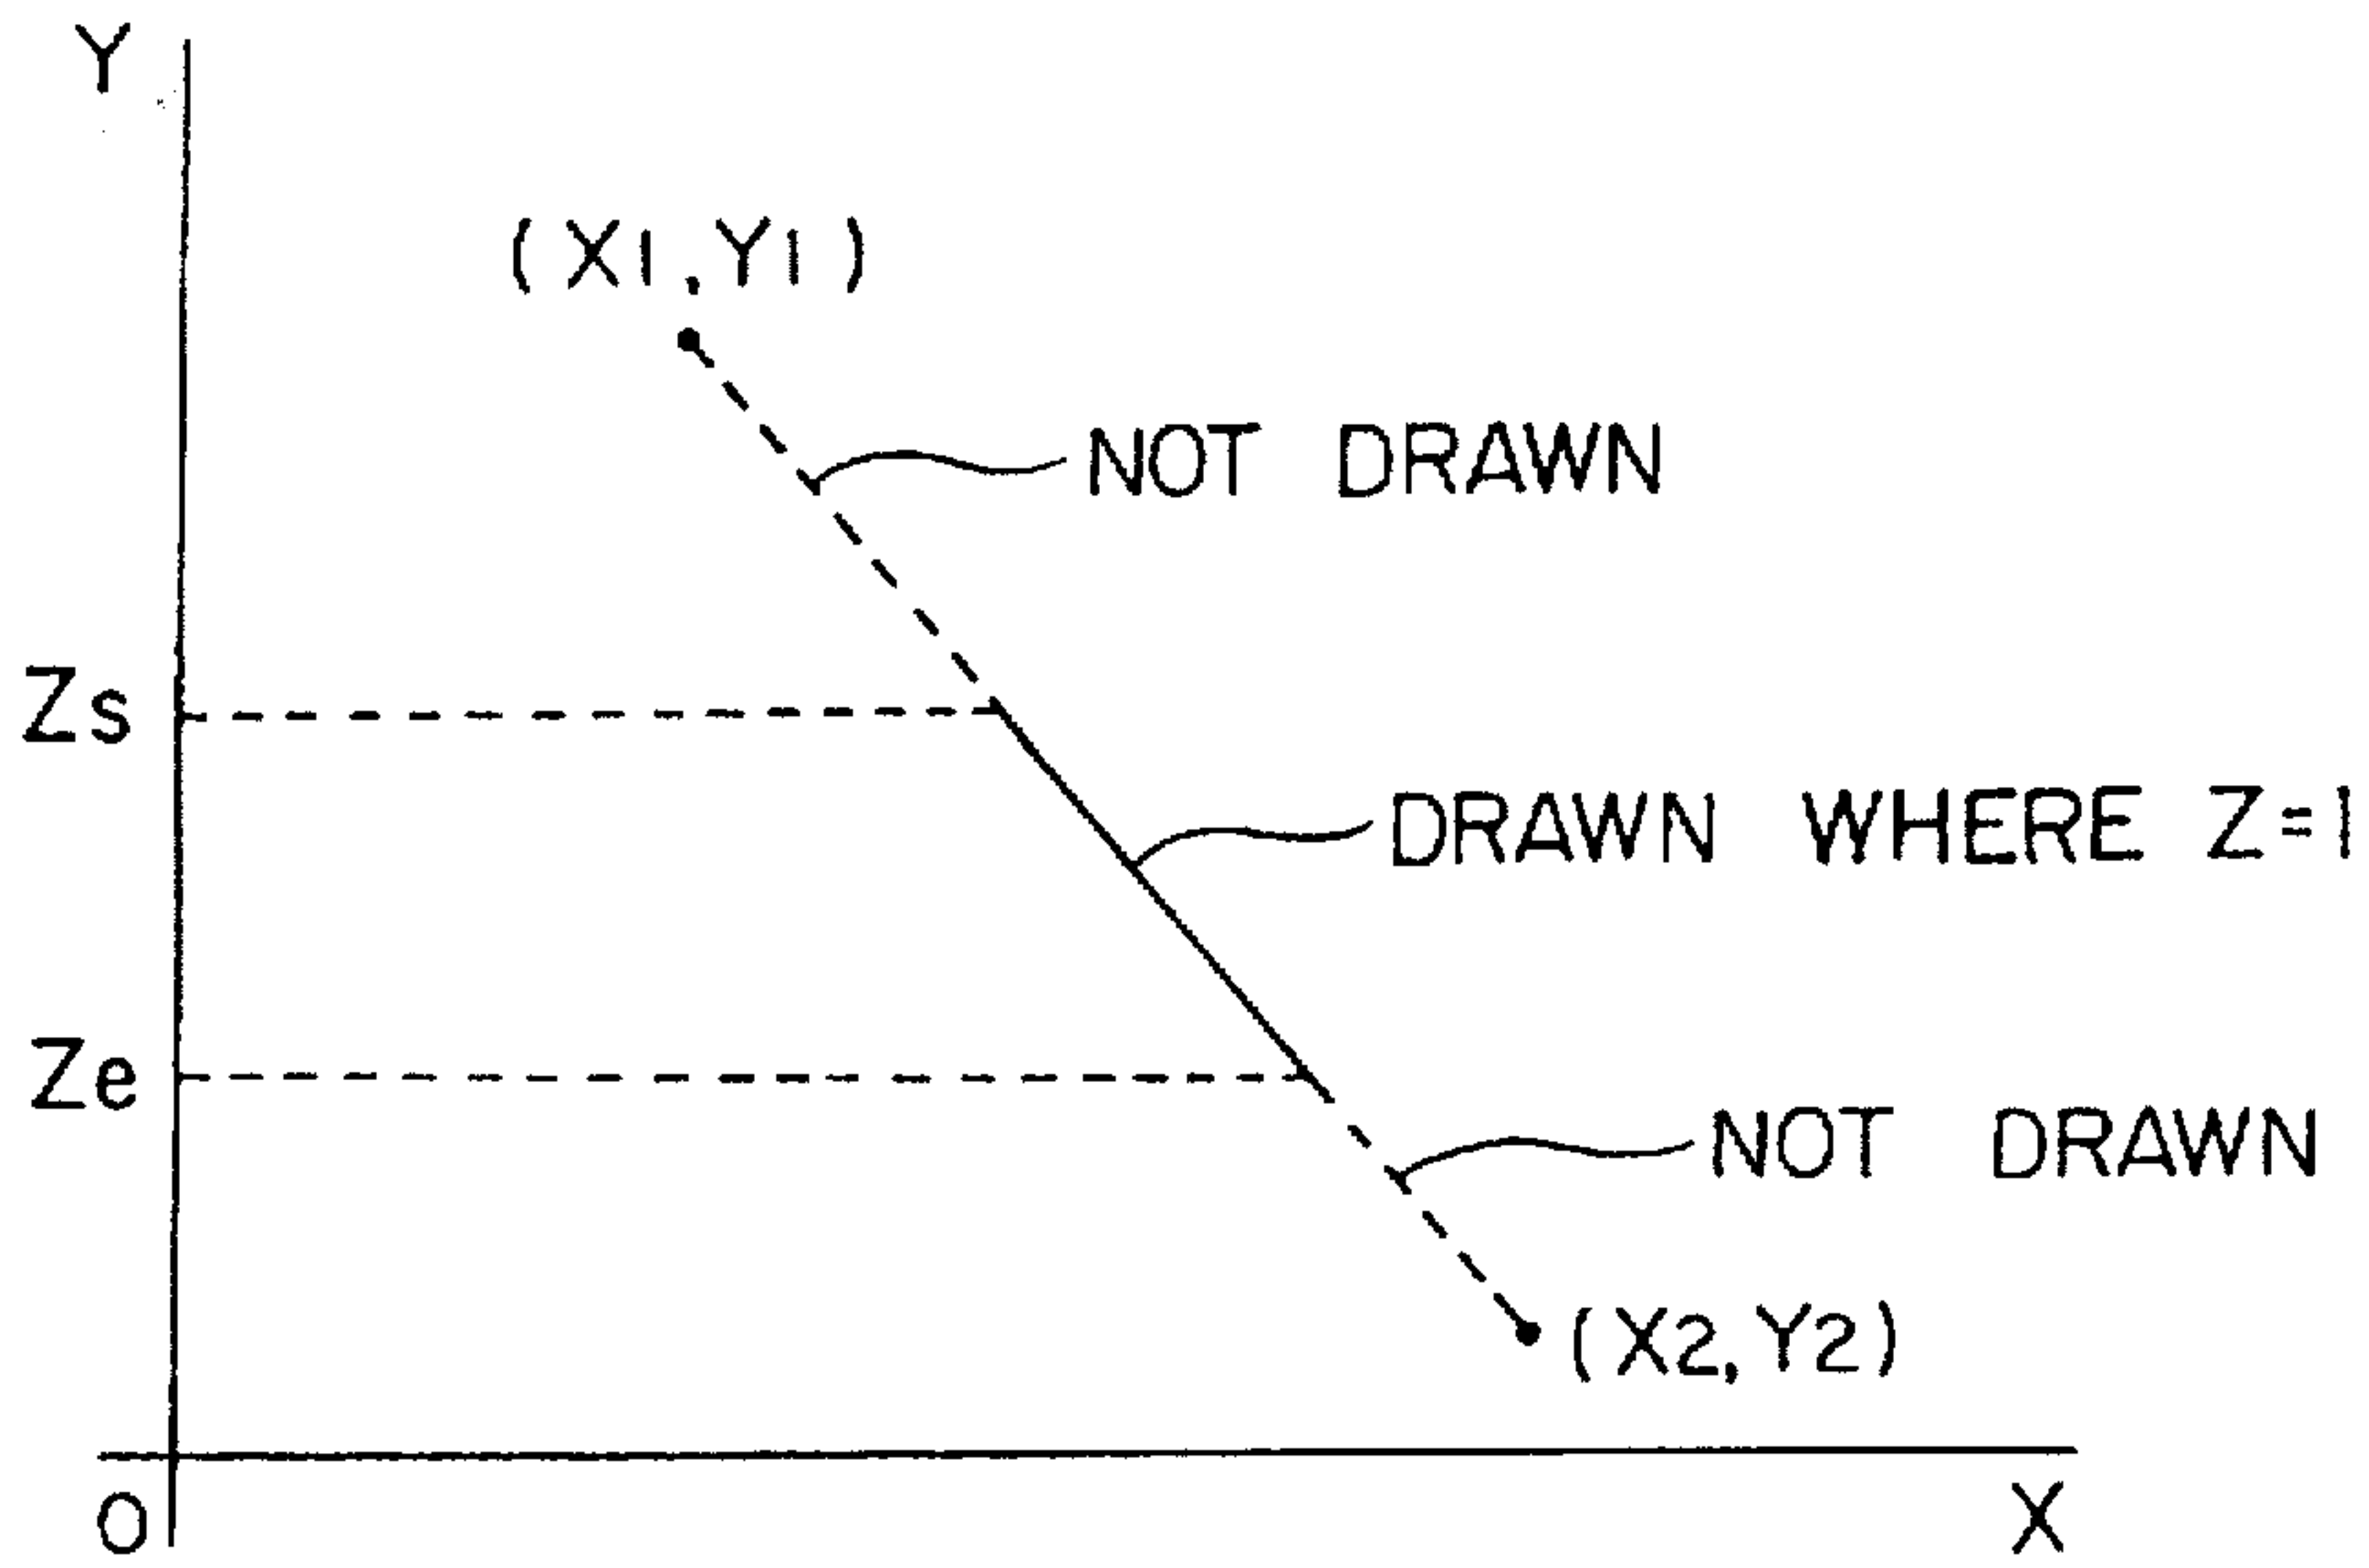 Y
(X1,Y1)
NOT DRAWN
Zs
DRAWN WHERE Z=1
Ze
NOT DRAWN
(X2,Y2)
O
X